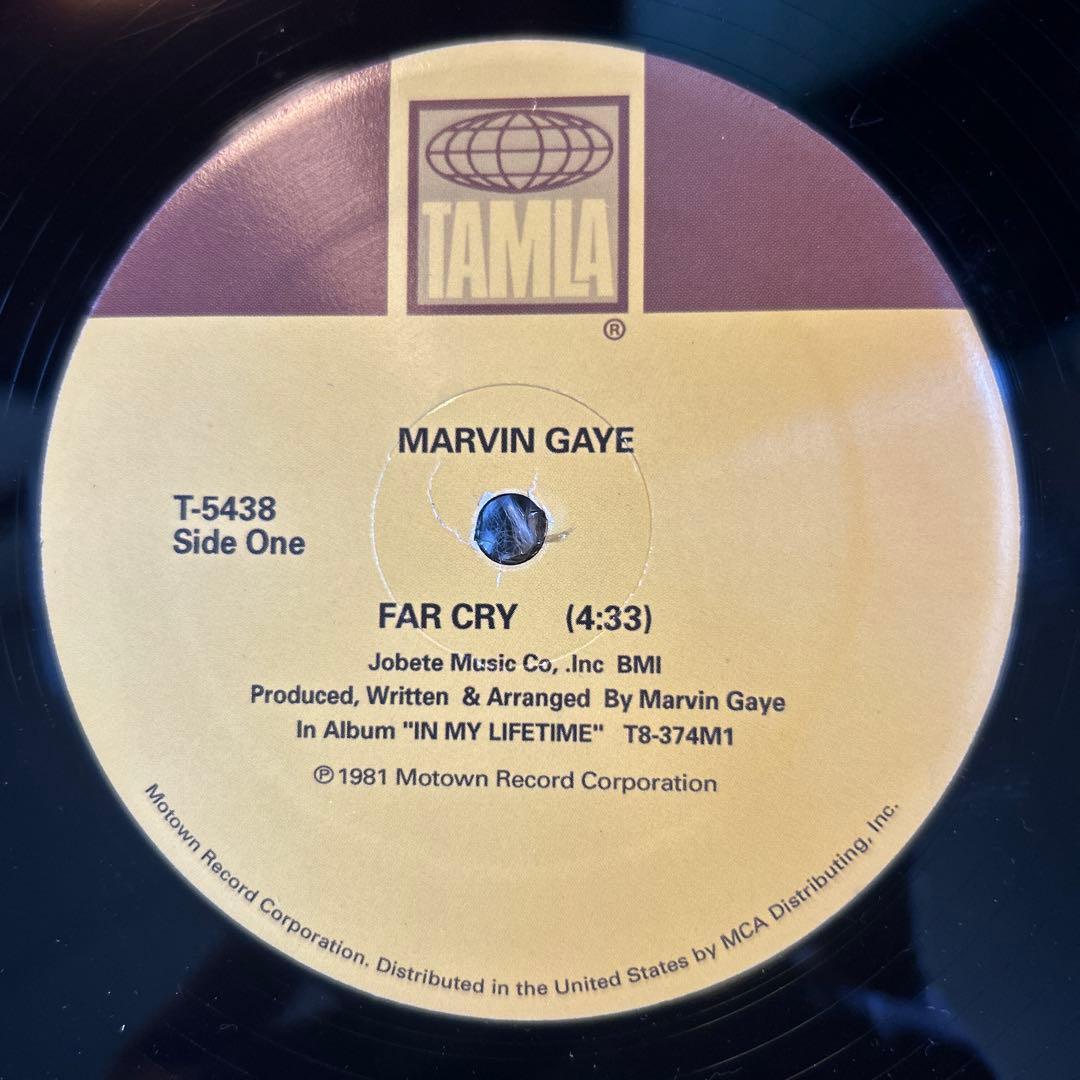 TAMLA
®
MARVIN GAYE
T-5438
Side One
FAR CRY (4:33)
Jobete Music Co, .Inc BMI
Produced, Written & Arranged By Marvin Gaye
In Album "IN MY LIFETIME" T8-374M1
℗ 1981 Motown Record Corporation
Motown Record Corporation. Distributed in the United States by MCA Distributing, Inc.